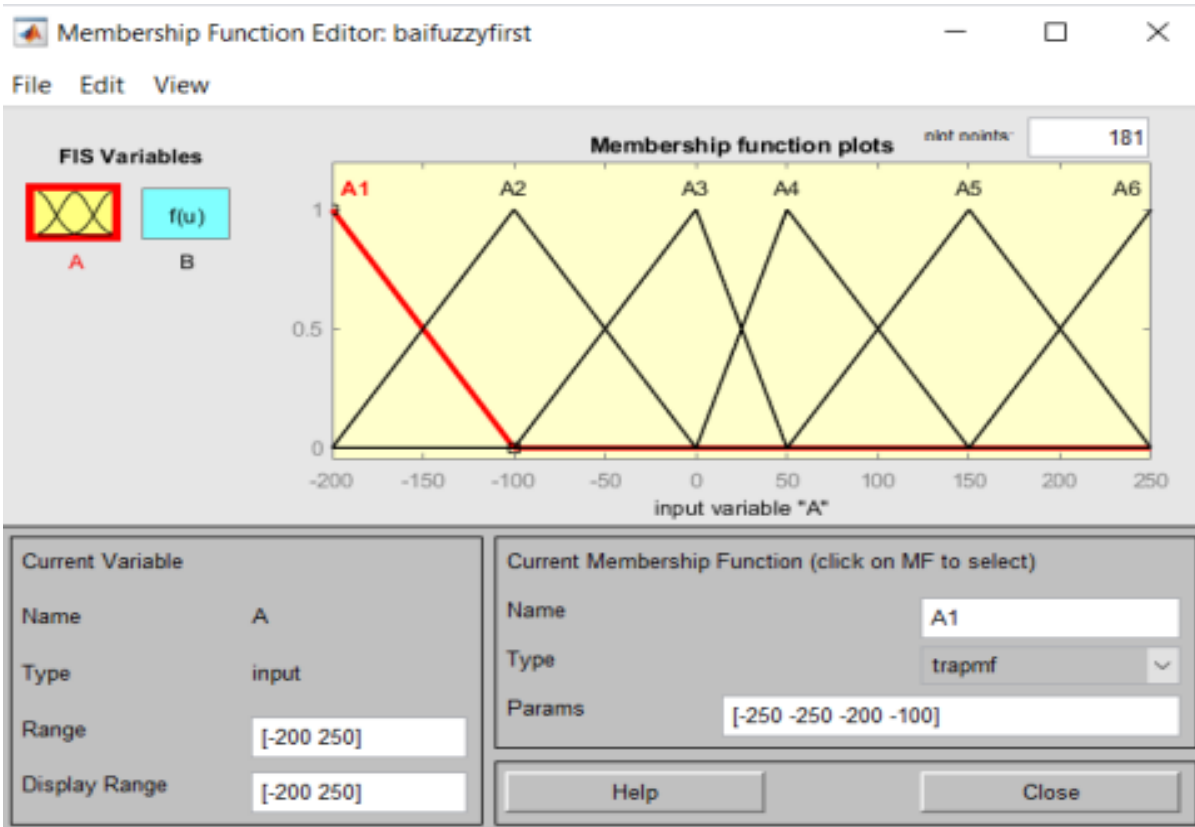 Membership Function Editor: baifuzzyfirst
File Edit View
FIS Variables
f(u)
A B
Membership function plots
plot points: 181
A1 A2 A3 A4 A5 A6
1
0.5
0
-200 -150 -100 -50 0 50 100 150 200 250
input variable "A"
Current Variable
Name A
Type input
Range [-200 250]
Display Range [-200 250]
Current Membership Function (click on MF to select)
Name A1
Type trapmf
Params [-250 -250 -200 -100]
Help Close